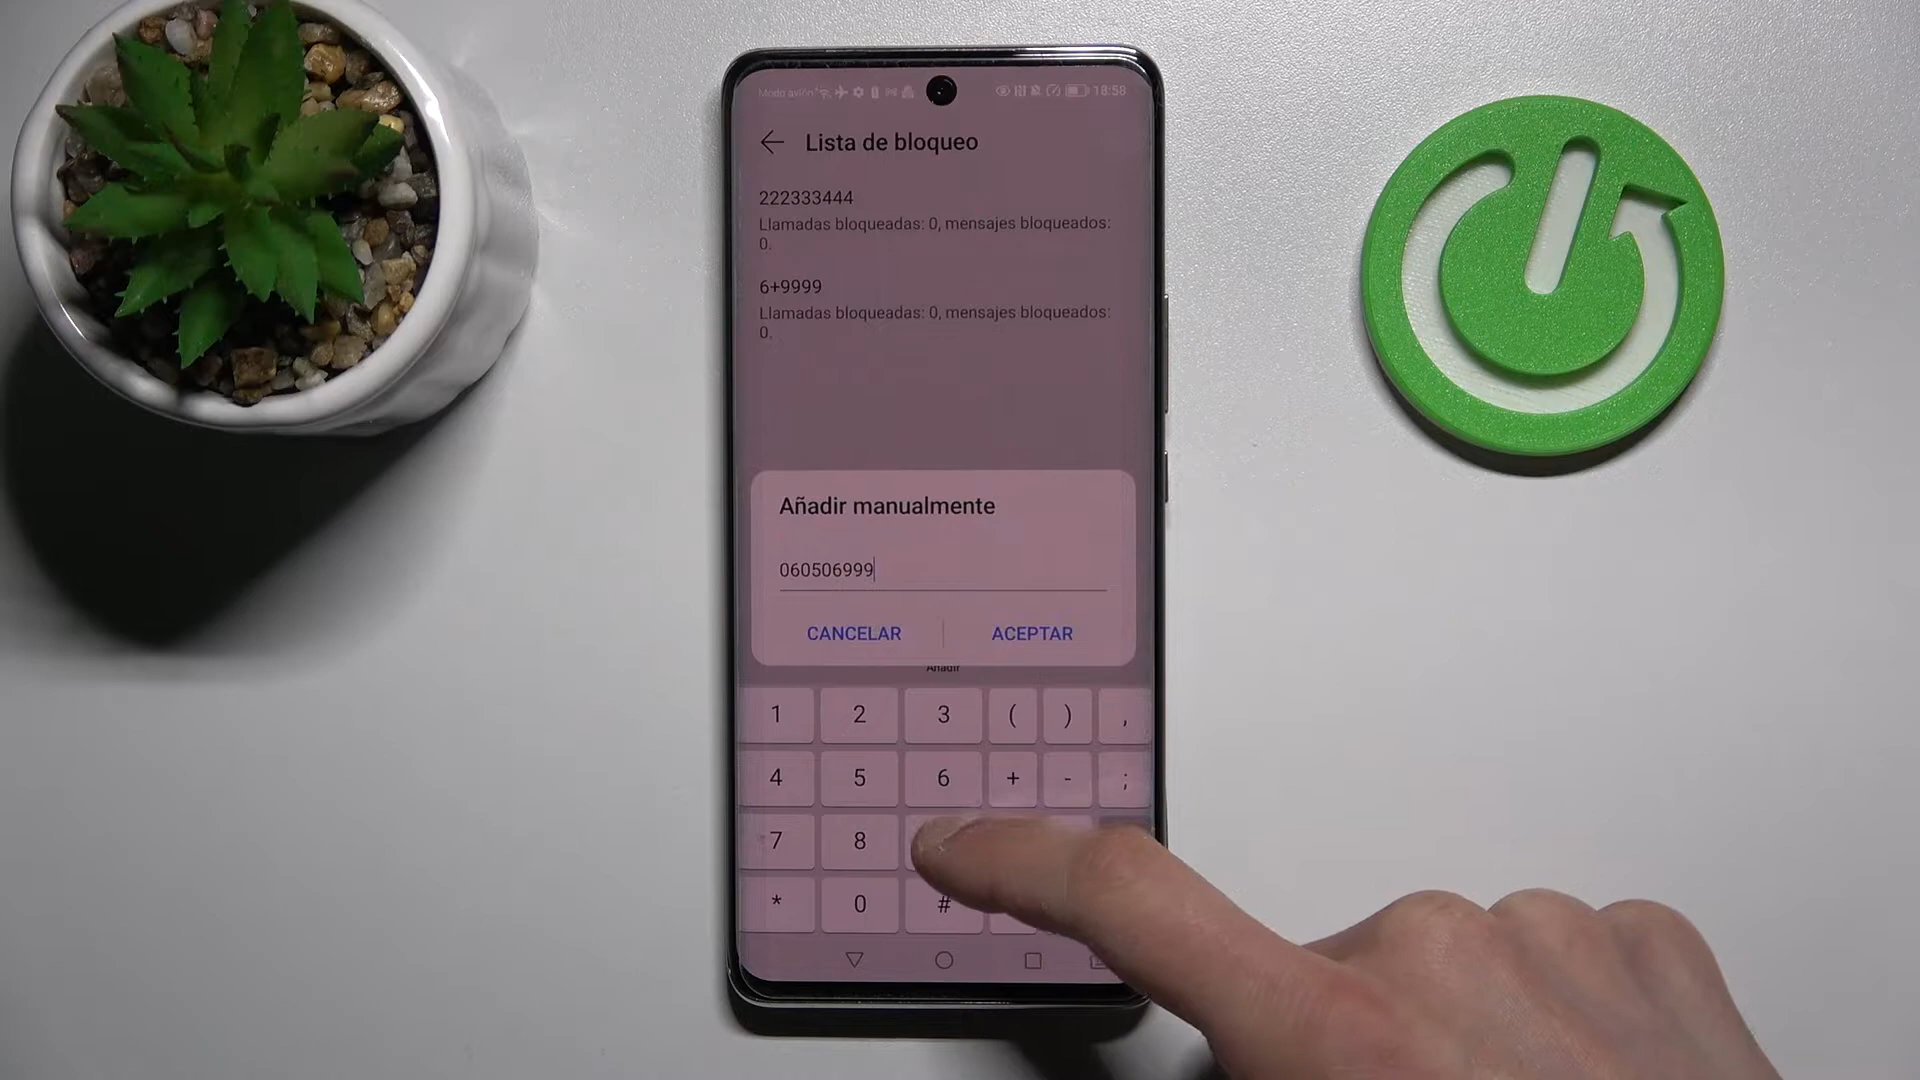 Modo avión
18:58
Lista de bloqueo
222333444
Llamadas bloqueadas: 0, mensajes bloqueados:
0.
6+9999
Llamadas bloqueadas: 0, mensajes bloqueados:
0.
Añadir manualmente
060506999
CANCELAR ACEPTAR
Añadir
1 2 3 ( ) ,
4 5 6 + - ;
7 8
* 0 #